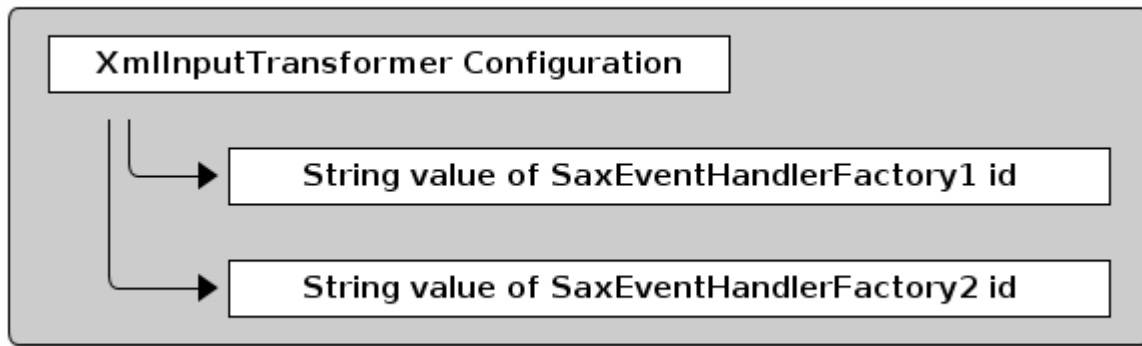 XmlInputTransformer Configuration
String value of SaxEventHandlerFactory1 id
String value of SaxEventHandlerFactory2 id